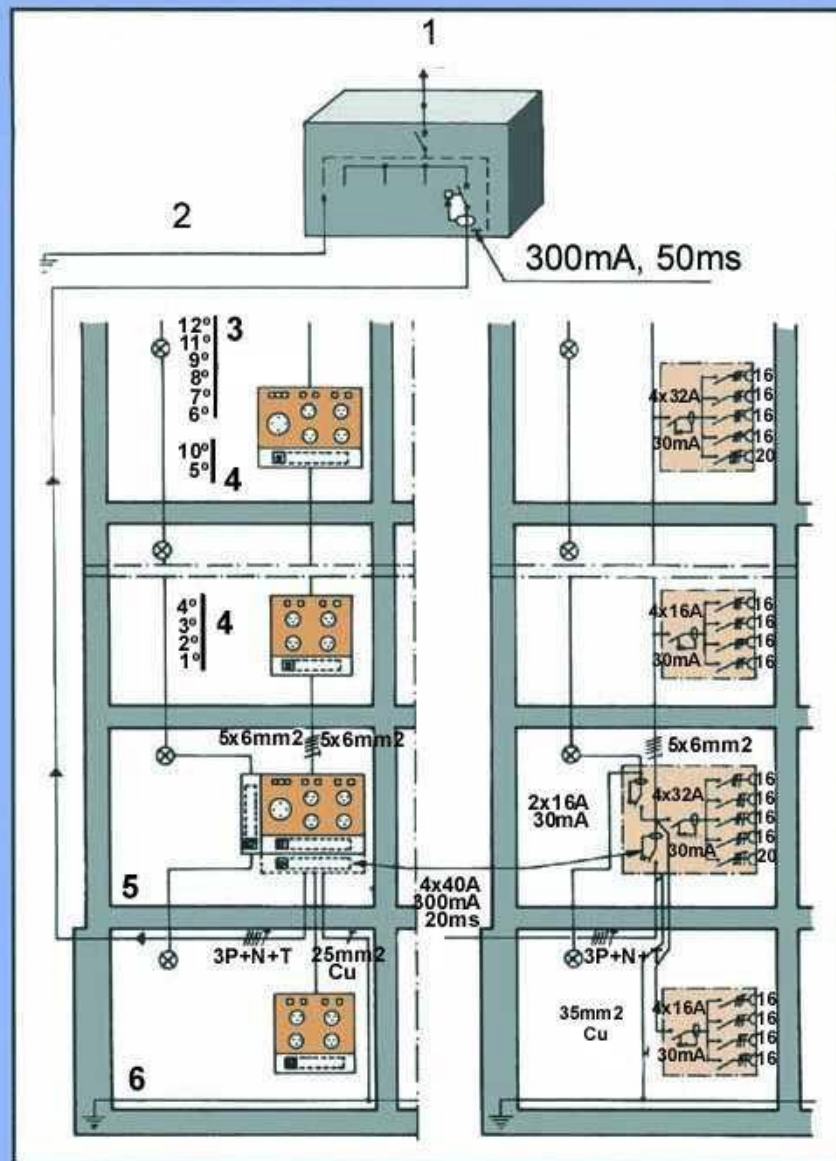 1
2
300mA, 50ms
12º
11º
9º
8º
7º
6º
3
10º
5º
4
16
4x32A
16
16
30mA
16
20
4º
3º
2º
1º
4
4x16A
16
16
30mA
16
16
5x6mm2
5x6mm2
5x6mm2
2x16A
30mA
4x32A
16
16
16
30mA
16
20
5
4x40A
300mA
20ms
3P+N+T
25mm2
Cu
3P+N+T
35mm2
Cu
4x16A
16
16
30mA
16
16
6